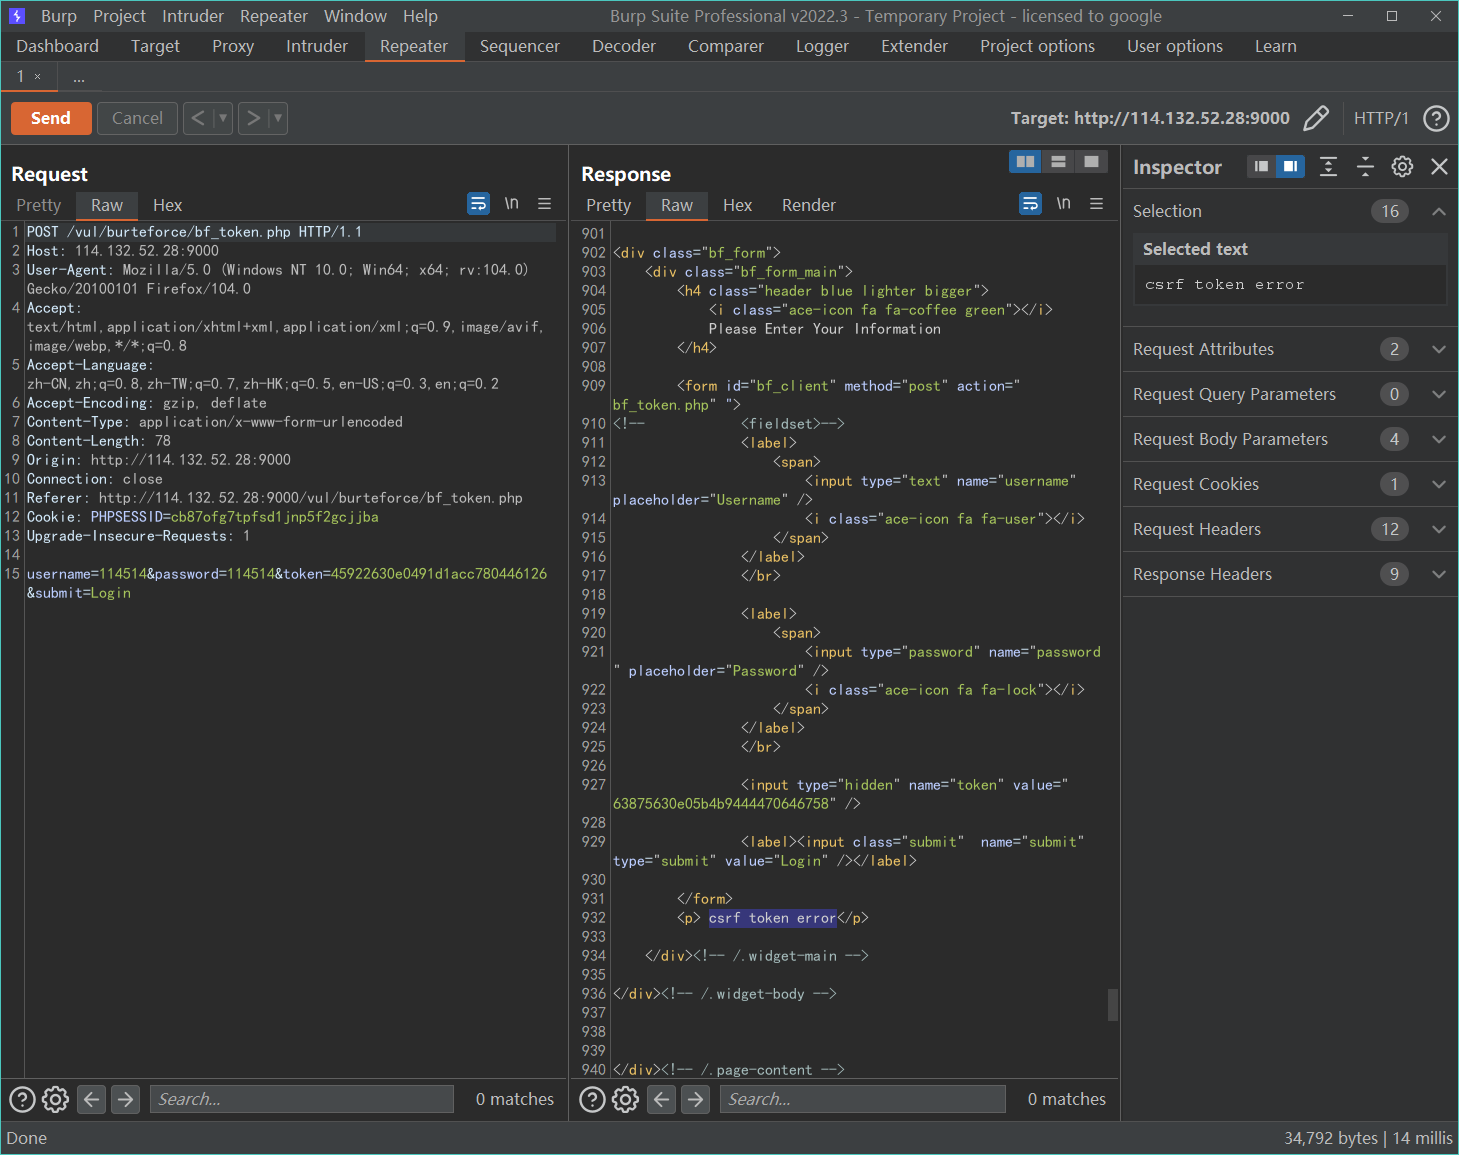 Burp Project Intruder Repeater Window Help Burp Suite Professional v2022.3 - Temporary Project - licensed to google
Dashboard Target Proxy Intruder Repeater Sequencer Decoder Comparer Logger Extender Project options User options Learn
1 × ...
Send Cancel < > Target: http://114.132.52.28:9000 HTTP/1 ?
Request
Pretty Raw Hex \n
1 POST /vul/burteforce/bf_token.php HTTP/1.1
2 Host: 114.132.52.28:9000
3 User-Agent: Mozilla/5.0 (Windows NT 10.0; Win64; x64; rv:104.0)
Gecko/20100101 Firefox/104.0
4 Accept:
text/html,application/xhtml+xml,application/xml;q=0.9,image/avif,
image/webp,*/*;q=0.8
5 Accept-Language:
zh-CN,zh;q=0.8,zh-TW;q=0.7,zh-HK;q=0.5,en-US;q=0.3,en;q=0.2
6 Accept-Encoding: gzip, deflate
7 Content-Type: application/x-www-form-urlencoded
8 Content-Length: 78
9 Origin: http://114.132.52.28:9000
10 Connection: close
11 Referer: http://114.132.52.28:9000/vul/burteforce/bf_token.php
12 Cookie: PHPSESSID=cb87ofg7tpfsd1jnp5f2gcjjba
13 Upgrade-Insecure-Requests: 1
14
15 username=114514&password=114514&token=45922630e0491d1acc780446126
&submit=Login
? Search... 0 matches
Response
Pretty Raw Hex Render \n
901
902 <div class="bf_form">
903 <div class="bf_form_main">
904 <h4 class="header blue lighter bigger">
905 <i class="ace-icon fa fa-coffee green"></i>
906 Please Enter Your Information
907 </h4>
908
909 <form id="bf_client" method="post" action="
bf_token.php" ">
910 <!-- <fieldset>-->
911 <label>
912 <span>
913 <input type="text" name="username"
placeholder="Username" />
914 <i class="ace-icon fa fa-user"></i>
915 </span>
916 </label>
917 </br>
918
919 <label>
920 <span>
921 <input type="password" name="password
" placeholder="Password" />
922 <i class="ace-icon fa fa-lock"></i>
923 </span>
924 </label>
925 </br>
926
927 <input type="hidden" name="token" value="
63875630e05b4b9444470646758" />
928
929 <label><input class="submit"  name="submit"
type="submit" value="Login" /></label>
930
931 </form>
932 <p> csrf token error</p>
933
934 </div><!-- /.widget-main -->
935
936 </div><!-- /.widget-body -->
937
938
939
940 </div><!-- /.page-content -->
? Search... 0 matches
Inspector
Selection 16
Selected text
csrf token error
Request Attributes 2
Request Query Parameters 0
Request Body Parameters 4
Request Cookies 1
Request Headers 12
Response Headers 9
Done 34,792 bytes | 14 millis